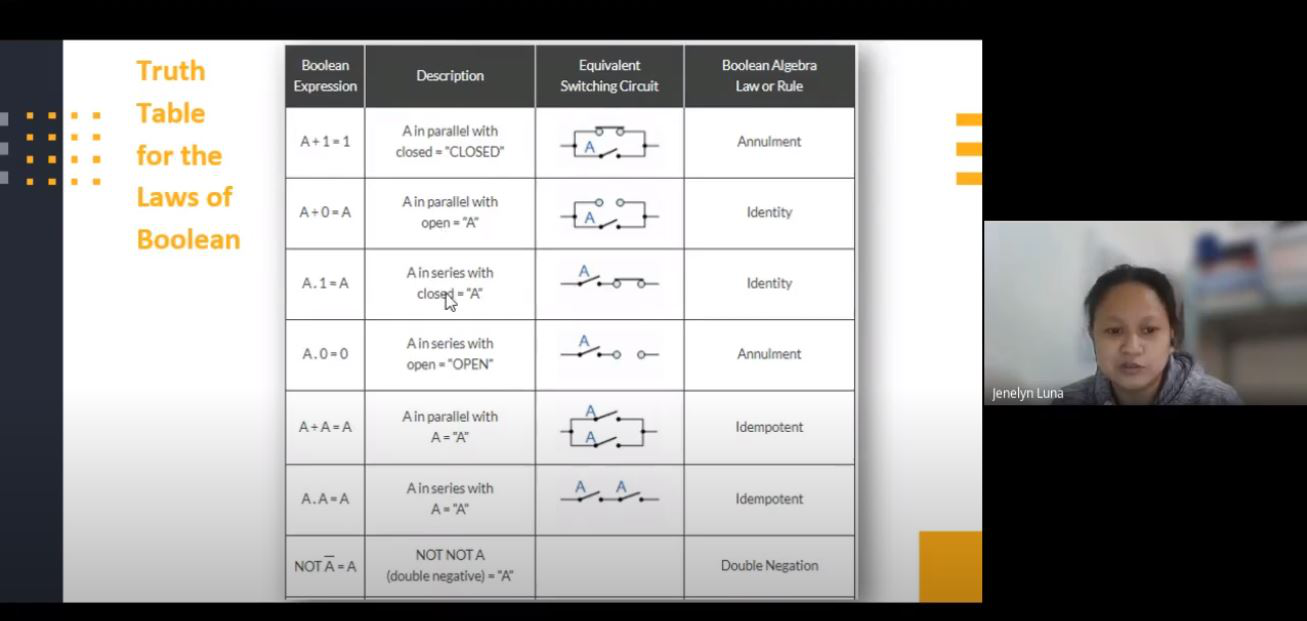 Truth
Table
for the
Laws of
Boolean
Boolean
Expression
Description
Equivalent
Switching Circuit
Boolean Algebra
Law or Rule
A + 1 = 1
A in parallel with
closed = "CLOSED"
A
Annulment
A + 0 = A
A in parallel with
open = "A"
A
Identity
A . 1 = A
A in series with
closed = "A"
A
Identity
A . 0 = 0
A in series with
open = "OPEN"
A
Annulment
A + A = A
A in parallel with
A = "A"
A
A
Idempotent
A . A = A
A in series with
A = "A"
A A
Idempotent
NOT A̅ = A
NOT NOT A
(double negative) = "A"
Double Negation
Jenelyn Luna